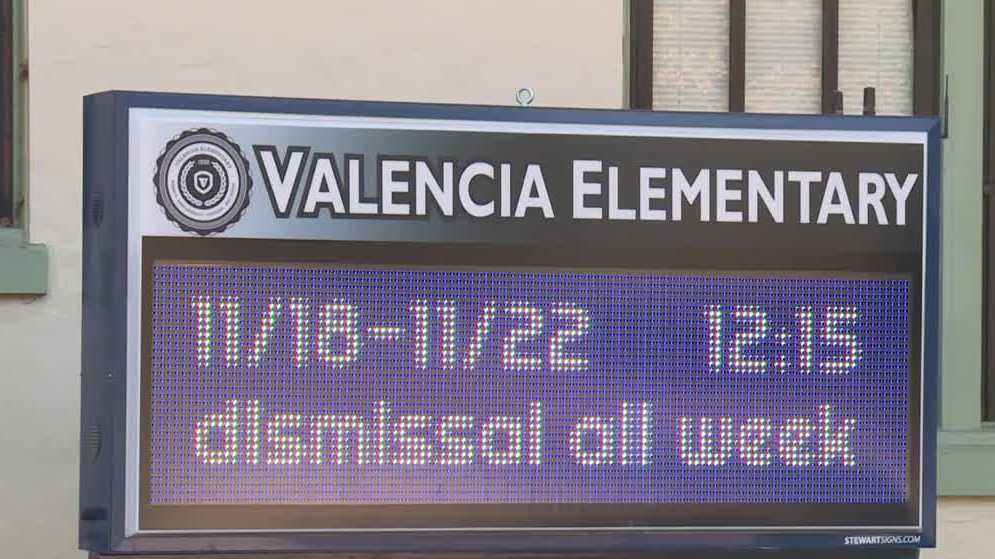 VALENCIA ELEMENTARY
11/18-11/22 12:15
dismissal all week
STEWARTSIGNS.COM